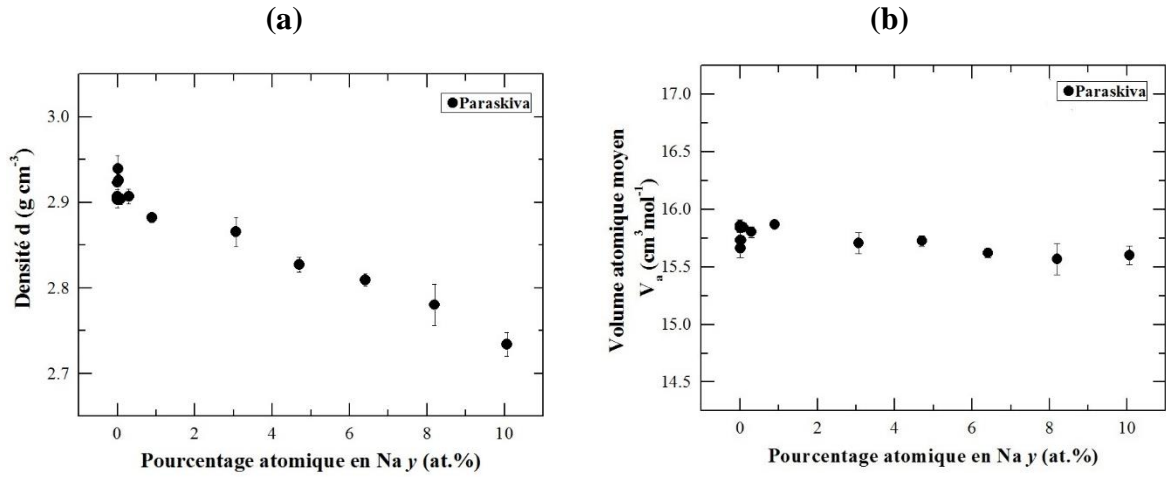 (a)
Densité d (g cm⁻³)
3.0
2.9
2.8
2.7
Paraskiva
0 2 4 6 8 10
Pourcentage atomique en Na y (at.%)
(b)
Volume atomique moyen
Vₐ (cm³mol⁻¹)
17.0
16.5
16.0
15.5
15.0
14.5
Paraskiva
0 2 4 6 8 10
Pourcentage atomique en Na y (at.%)